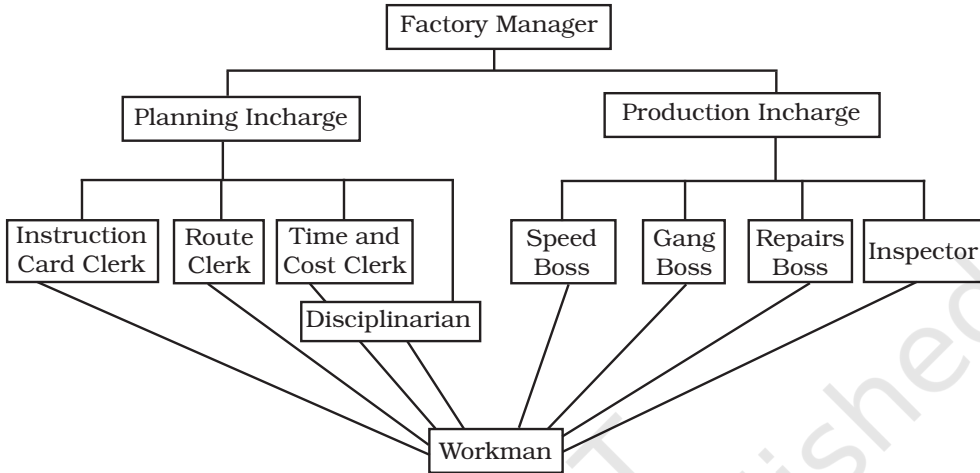 Factory Manager
Planning Incharge
Production Incharge
Instruction
Card Clerk
Route
Clerk
Time and
Cost Clerk
Disciplinarian
Speed
Boss
Gang
Boss
Repairs
Boss
Inspector
Workman